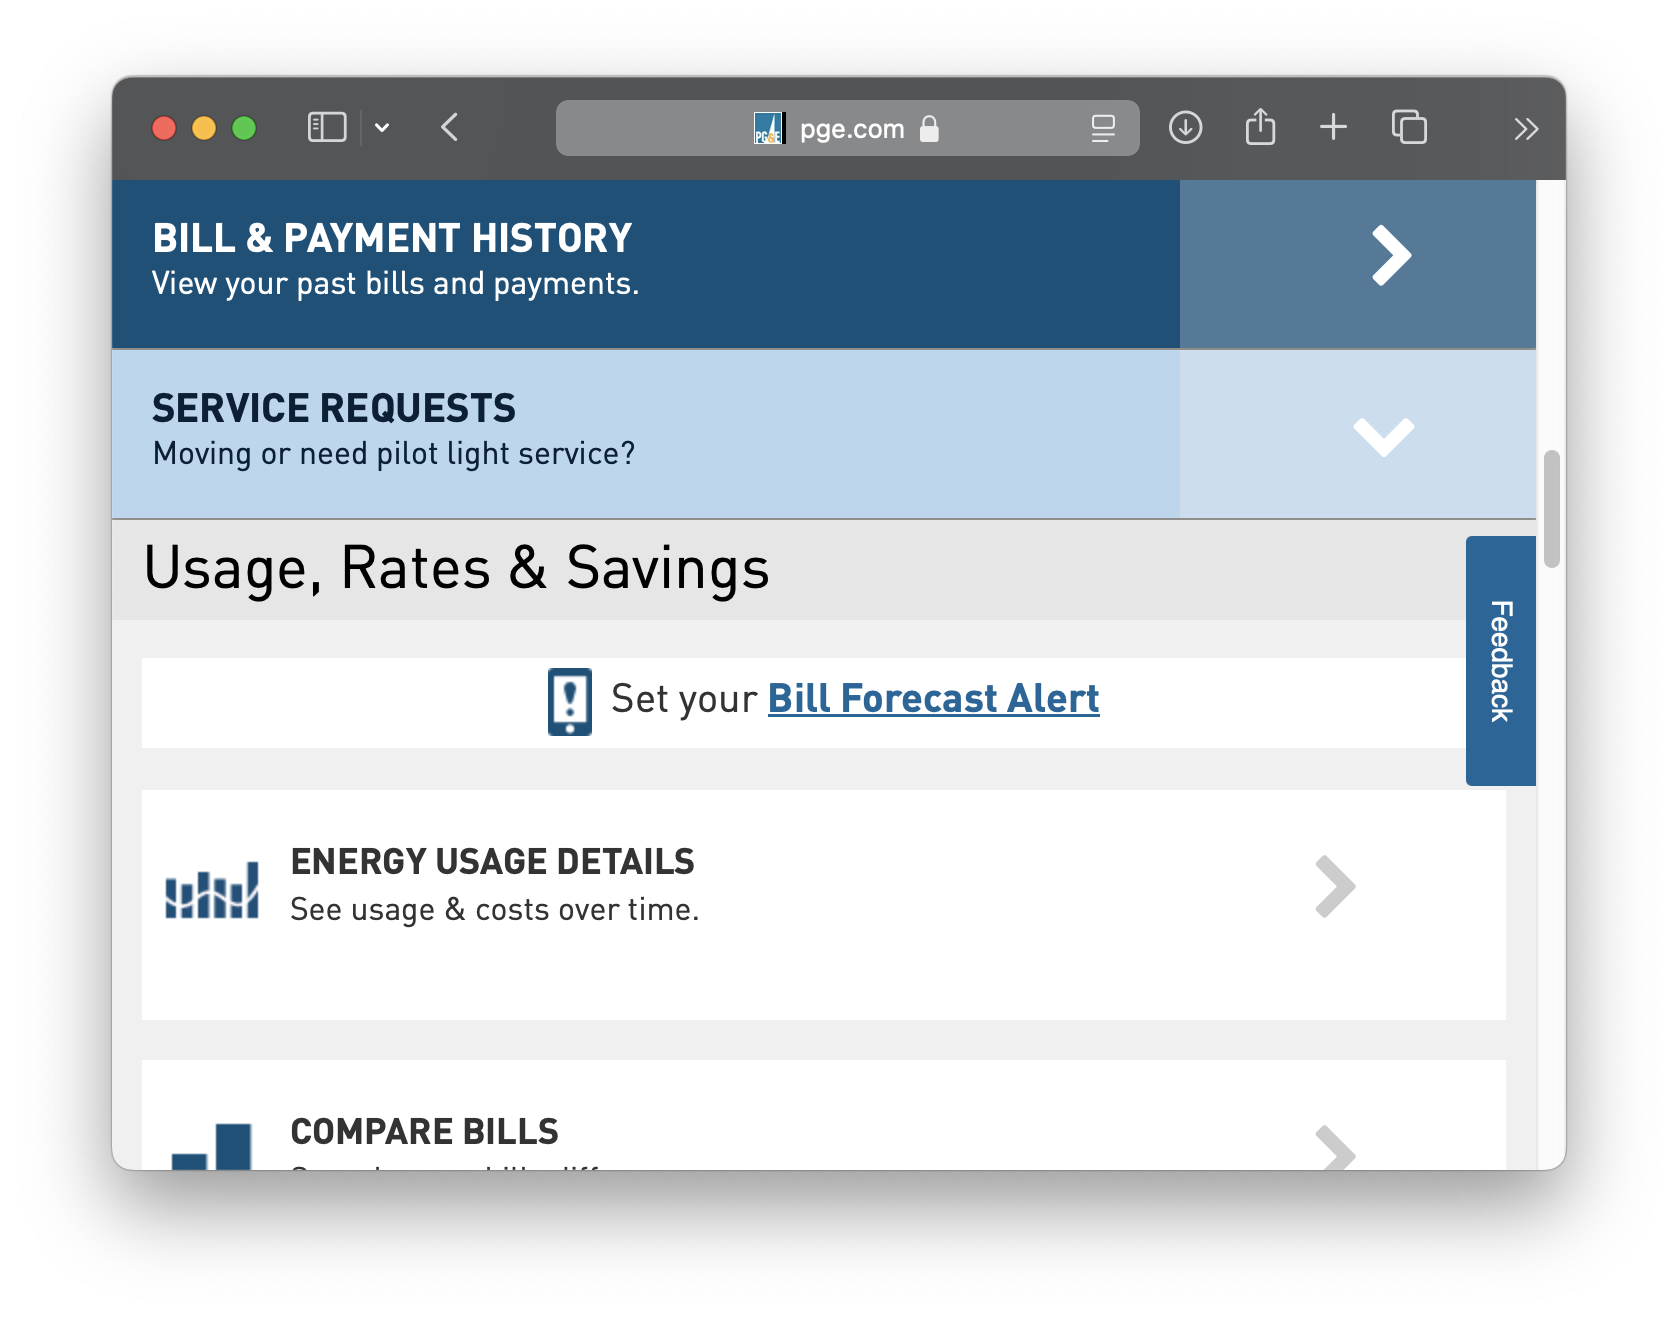 PG&E
pge.com
BILL & PAYMENT HISTORY
View your past bills and payments.
SERVICE REQUESTS
Moving or need pilot light service?
Usage, Rates & Savings
Set your Bill Forecast Alert
Feedback
ENERGY USAGE DETAILS
See usage & costs over time.
COMPARE BILLS